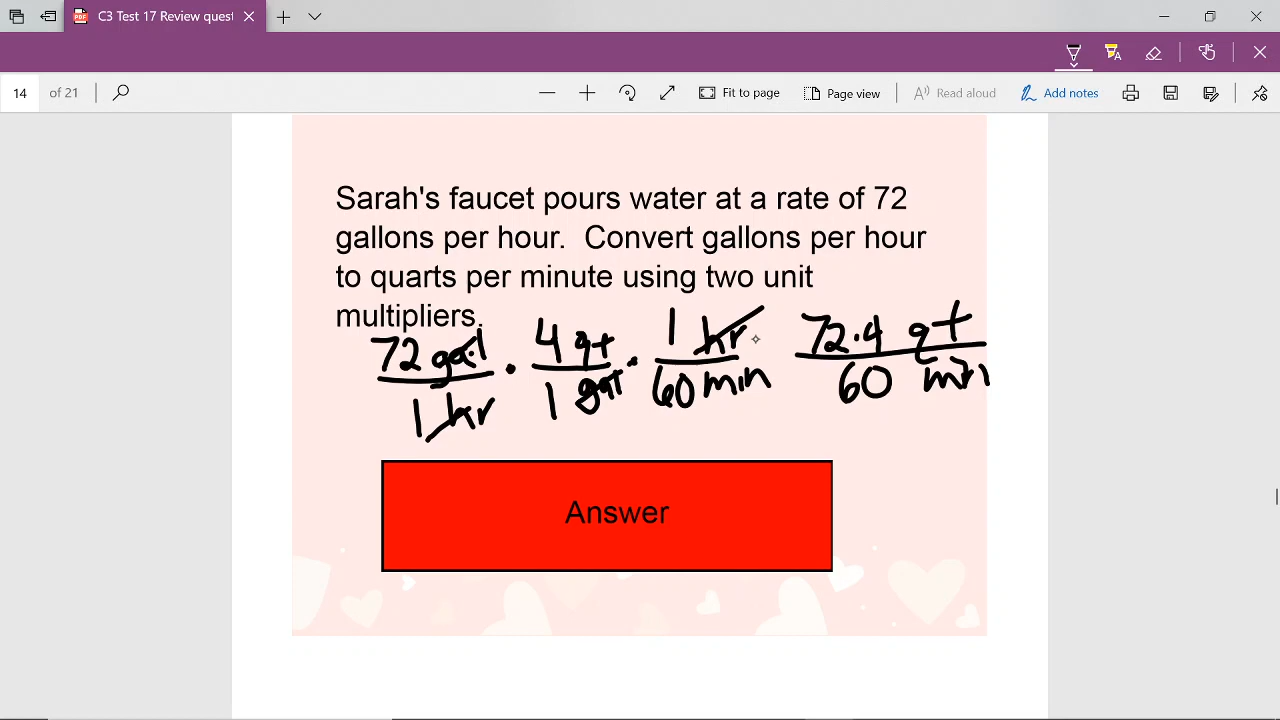 C3 Test 17 Review quest
14 of 21
Fit to page
Page view
Read aloud
Add notes
Sarah's faucet pours water at a rate of 72
gallons per hour. Convert gallons per hour
to quarts per minute using two unit
multipliers.
72 gal · 4 qt · 1 hr 72·4 qt
1 hr 1 gal 60 min 60 min
Answer